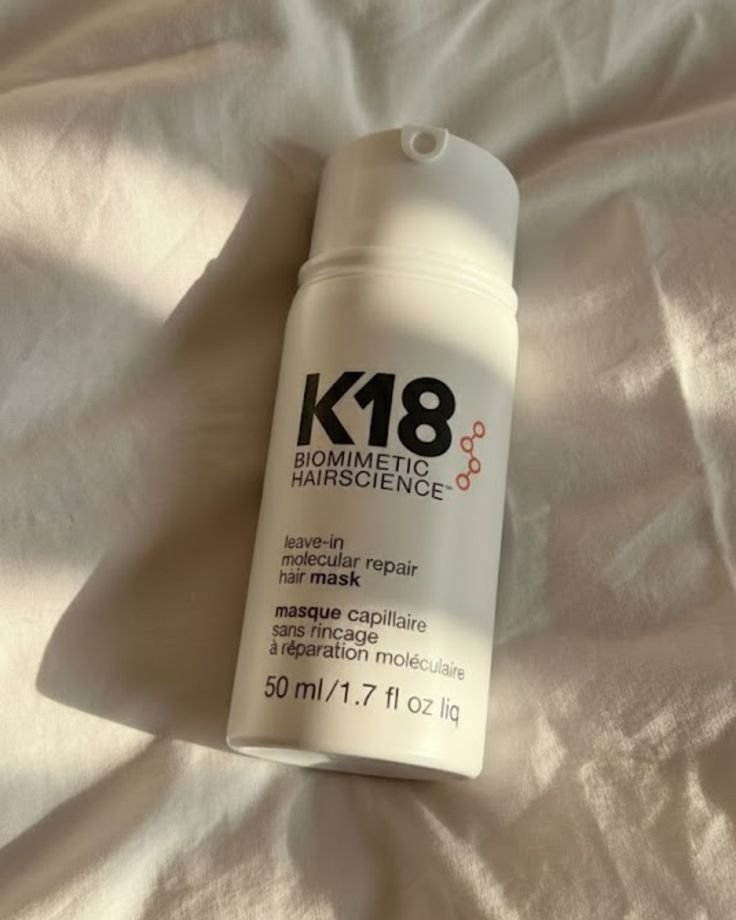 K18
BIOMIMETIC
HAIRSCIENCE™
leave-in
molecular repair
hair mask
masque capillaire
sans rincage
à réparation moléculaire
50 ml/1.7 fl oz liq